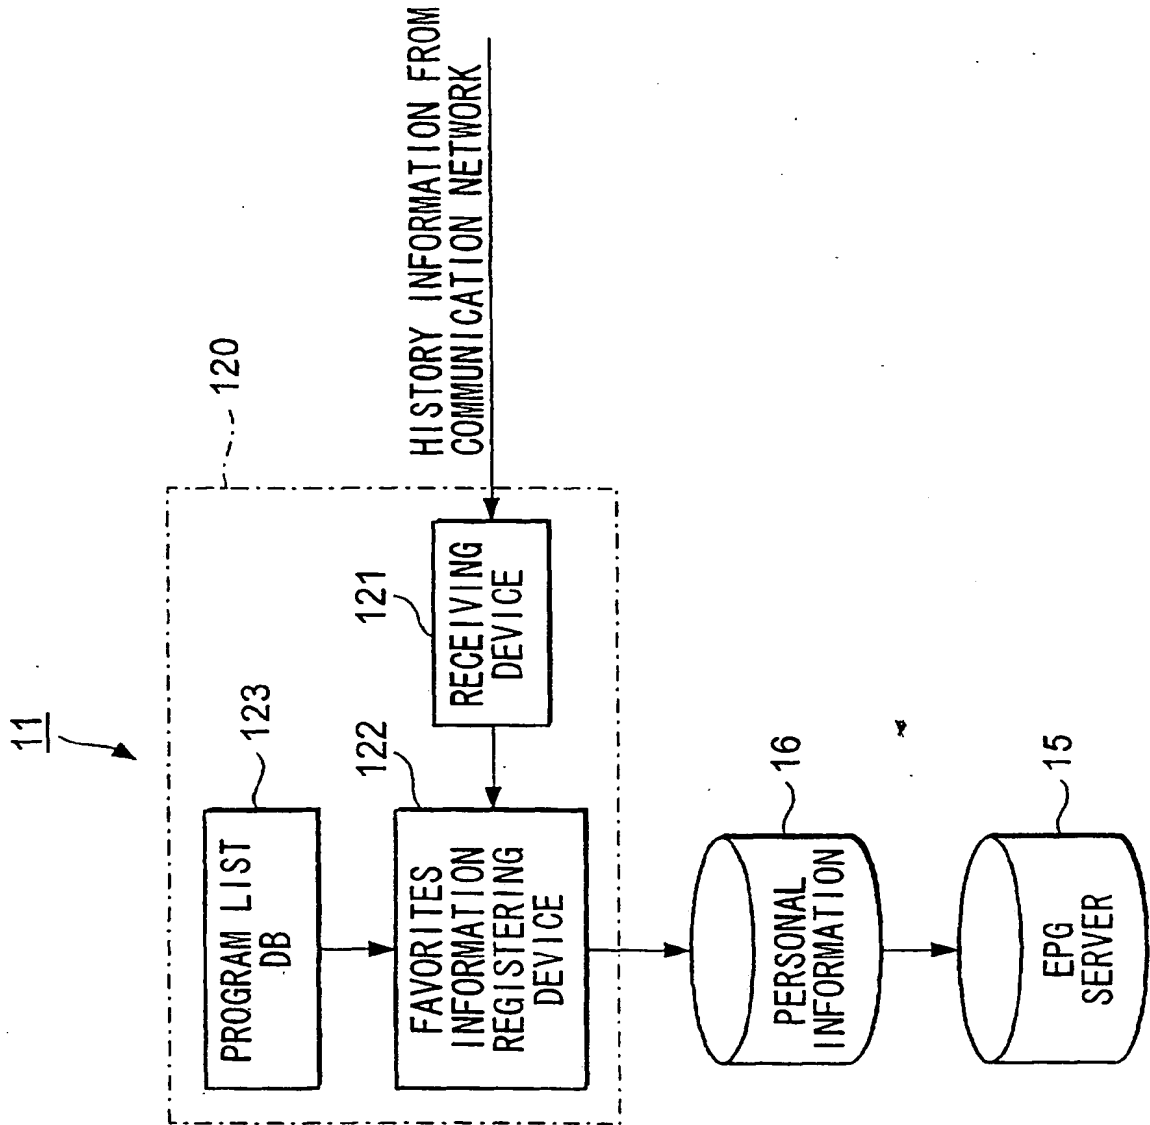 11
120
HISTORY INFORMATION FROM
COMMUNICATION NETWORK
123
PROGRAM LIST
DB
122
FAVORITES
INFORMATION
REGISTERING
DEVICE
121
RECEIVING
DEVICE
16
PERSONAL
INFORMATION
15
EPG
SERVER